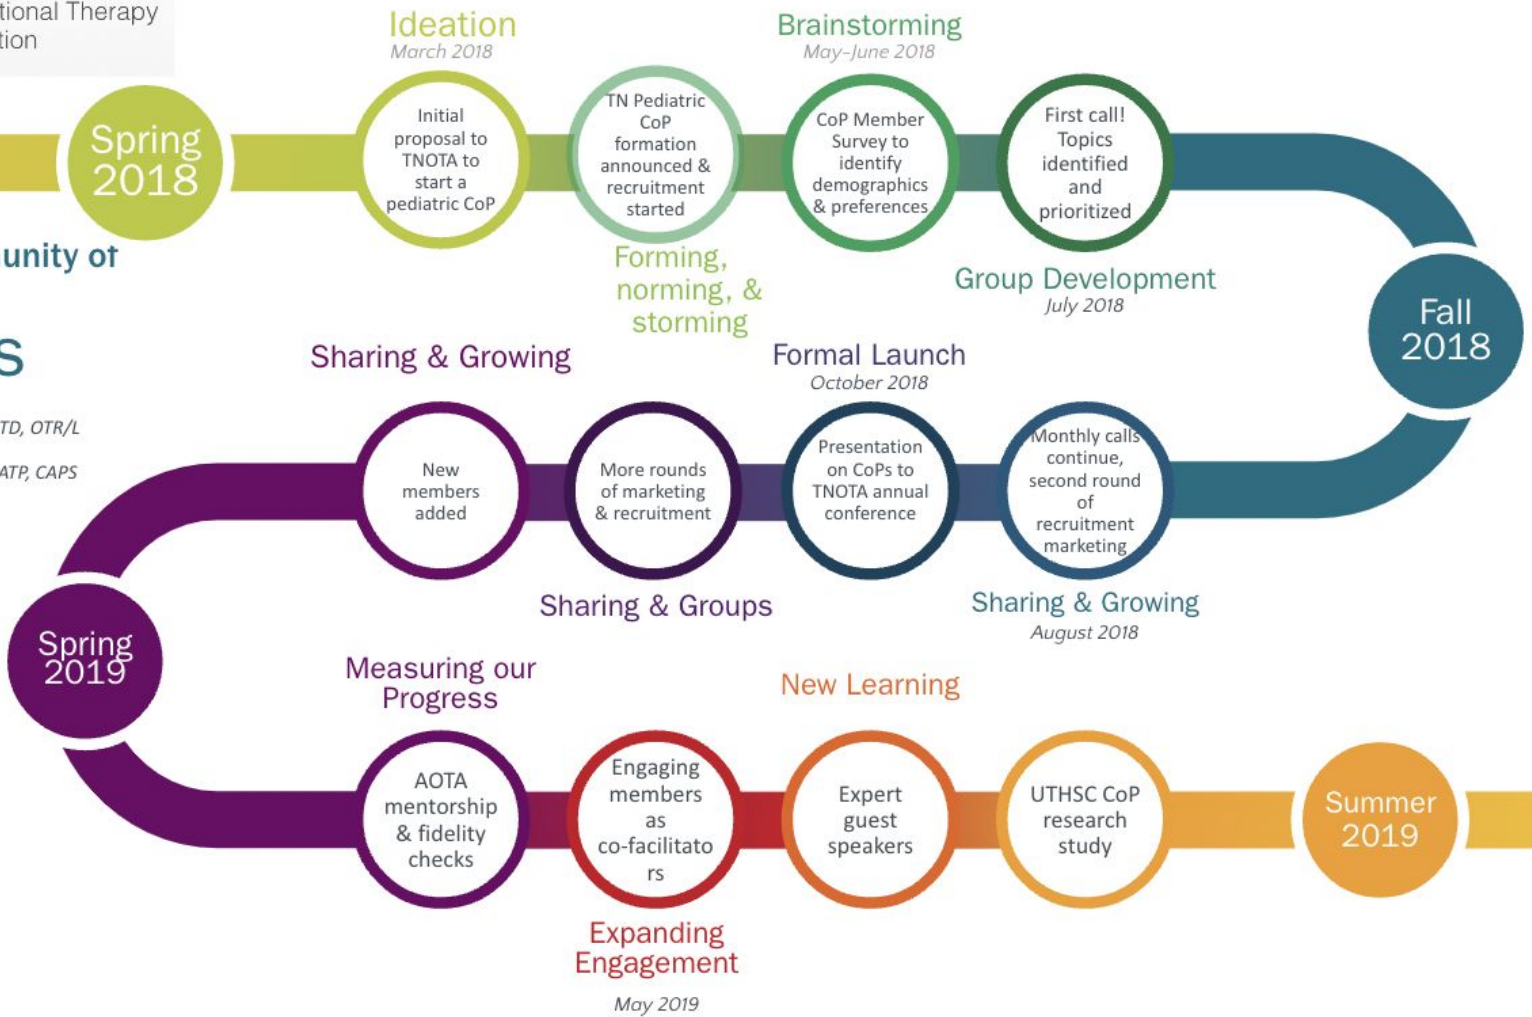 tional Therapy
tion
Spring
2018
Ideation
March 2018
Initial
proposal to
TNOTA to
start a
pediatric CoP
TN Pediatric
CoP
formation
announced &
recruitment
started
Forming,
norming, &
storming
Brainstorming
May-June 2018
CoP Member
Survey to
identify
demographics
& preferences
First call!
Topics
identified
and
prioritized
Group Development
July 2018
unity of
S
TD, OTR/L
ATP, CAPS
Fall
2018
Monthly calls
continue,
second round
of
recruitment
marketing
Sharing & Growing
August 2018
Formal Launch
October 2018
Presentation
on CoPs to
TNOTA annual
conference
More rounds
of marketing
& recruitment
Sharing & Groups
Sharing & Growing
New
members
added
Spring
2019
Measuring our
Progress
AOTA
mentorship
& fidelity
checks
Engaging
members
as
co-facilitato
rs
Expanding
Engagement
May 2019
New Learning
Expert
guest
speakers
UTHSC CoP
research
study
Summer
2019